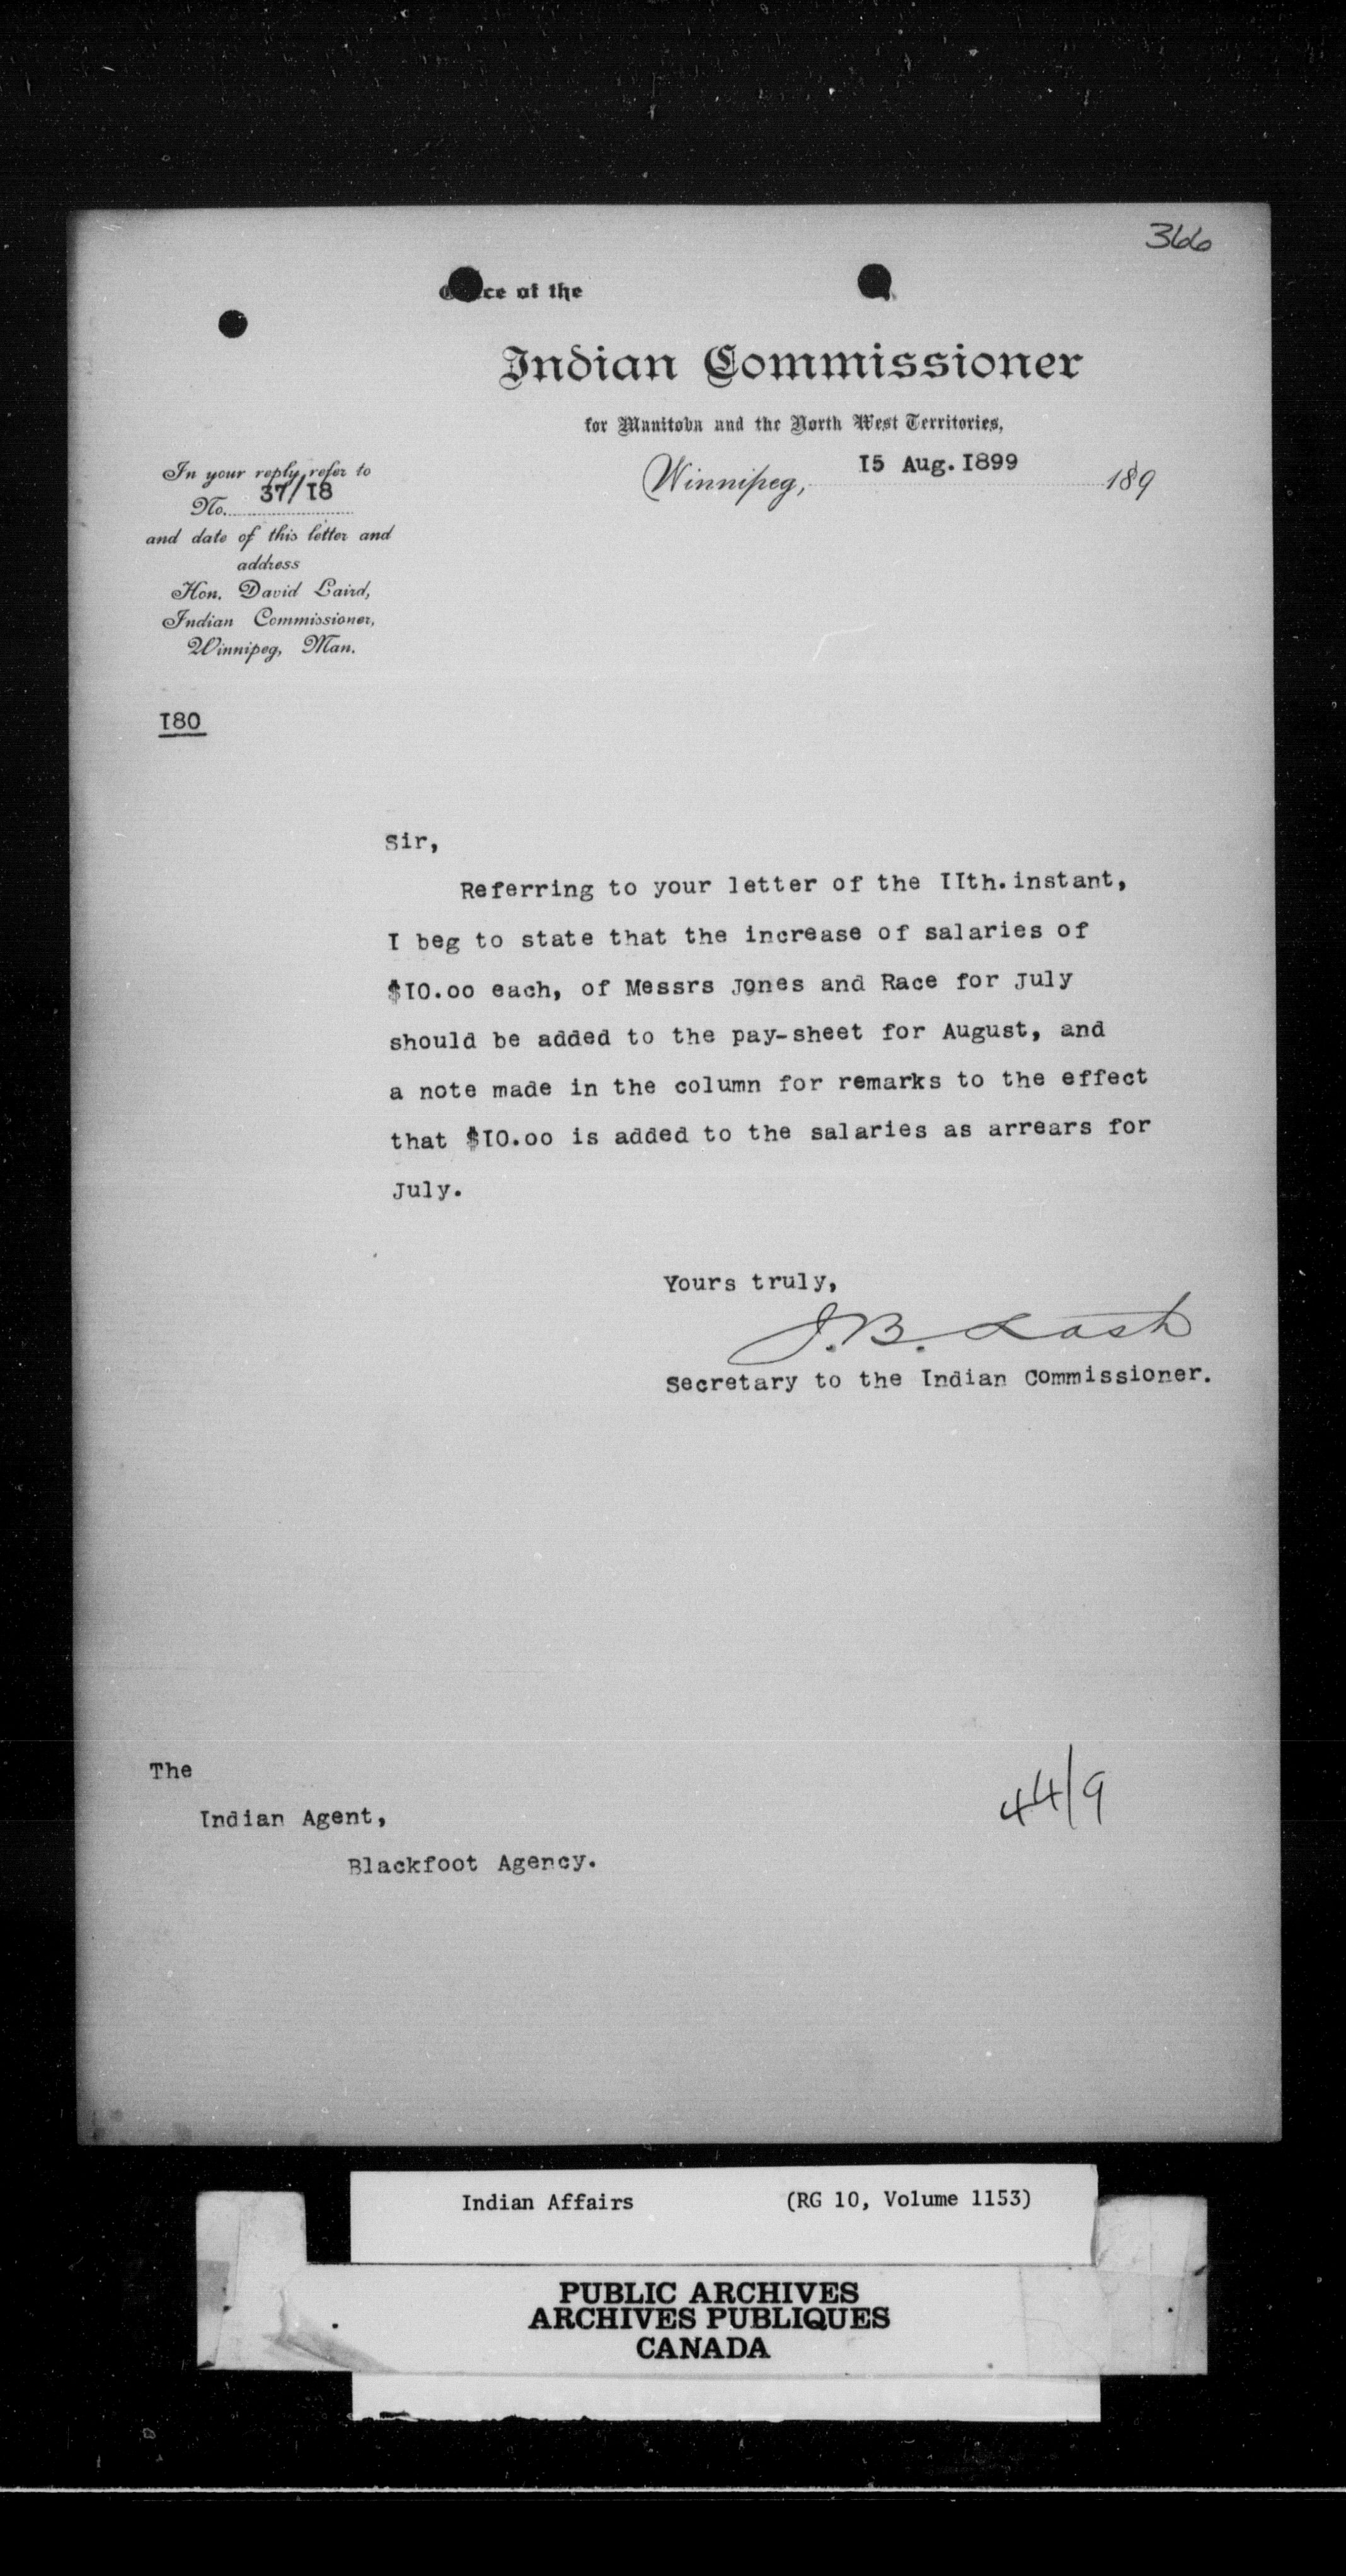 366
Office of the
Indian Commissioner
for Manitoba and the North West Territories,
Winnipeg, 15 Aug. 1899 189
In your reply refer to
No. 37/18
and date of this letter and
address
Hon. David Laird,
Indian Commissioner,
Winnipeg, Man.
180
Sir,
Referring to your letter of the IIth. instant,
I beg to state that the increase of salaries of
$IO.oo each, of Messrs Jones and Race for July
should be added to the pay-sheet for August, and
a note made in the column for remarks to the effect
that $IO.oo is added to the salaries as arrears for
July.
Yours truly,
J.B. Lash
Secretary to the Indian Commissioner.
The
Indian Agent,
Blackfoot Agency.
44/9
Indian Affairs (RG 10, Volume 1153)
PUBLIC ARCHIVES
ARCHIVES PUBLIQUES
CANADA